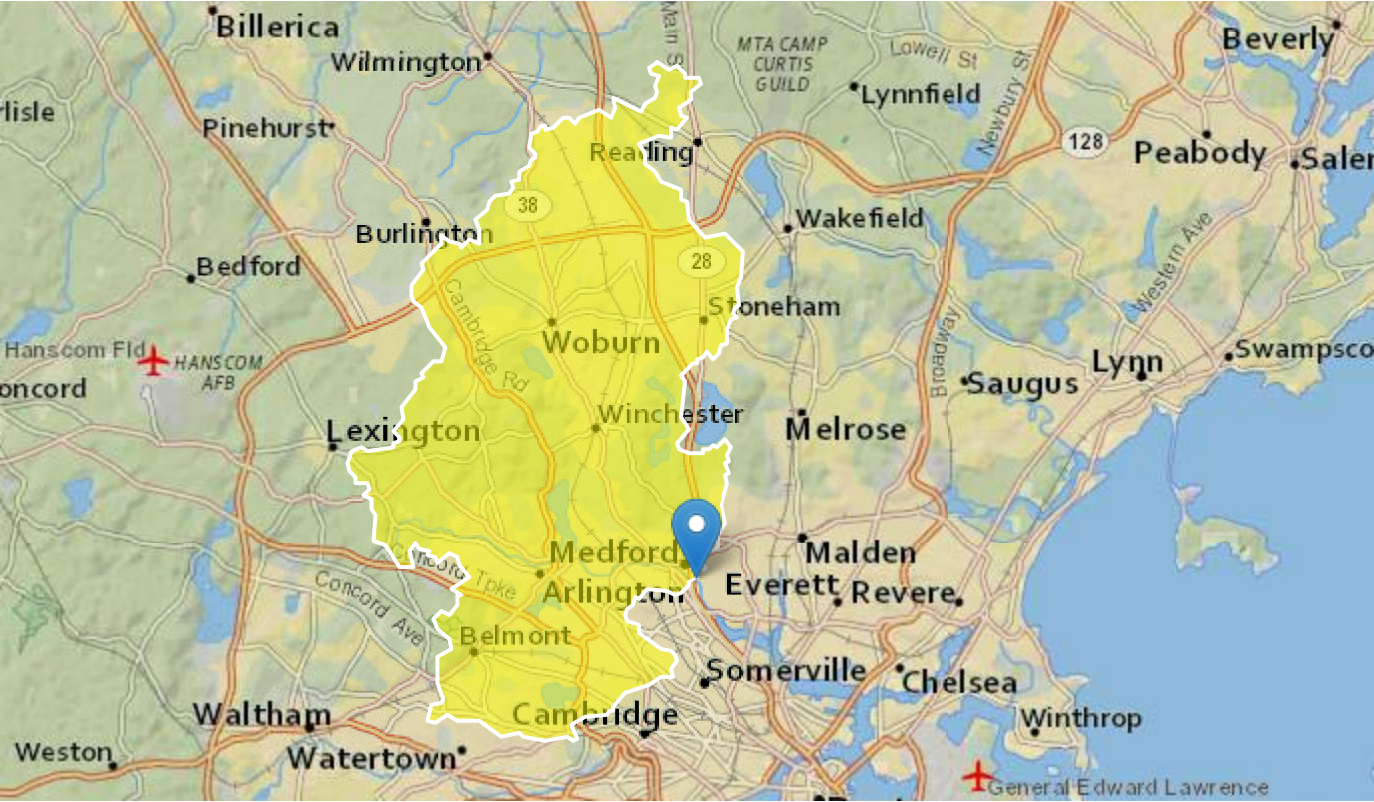 Billerica
Main S
MTA CAMP
CURTIS
GUILD
Lowell St
Beverly
Wilmington
Lynnfield
Newbury St
rlisle
Pinehurst
Reading
128
Peabody
Saler
38
Wakefield
Burlington
Western Ave
Bedford
28
Cambridge Rd
Stoneham
Broadway
Hanscom Fld
HANSCOM
AFB
Woburn
Lynn
Swampsco
oncord
Saugus
Winchester
Lexington
Melrose
Medford
Malden
Concord Tpke
Arlington
Everett
Revere
Concord Ave
Belmont
Somerville
Chelsea
Waltham
Cambridge
Winthrop
Weston
Watertown
General Edward Lawrence